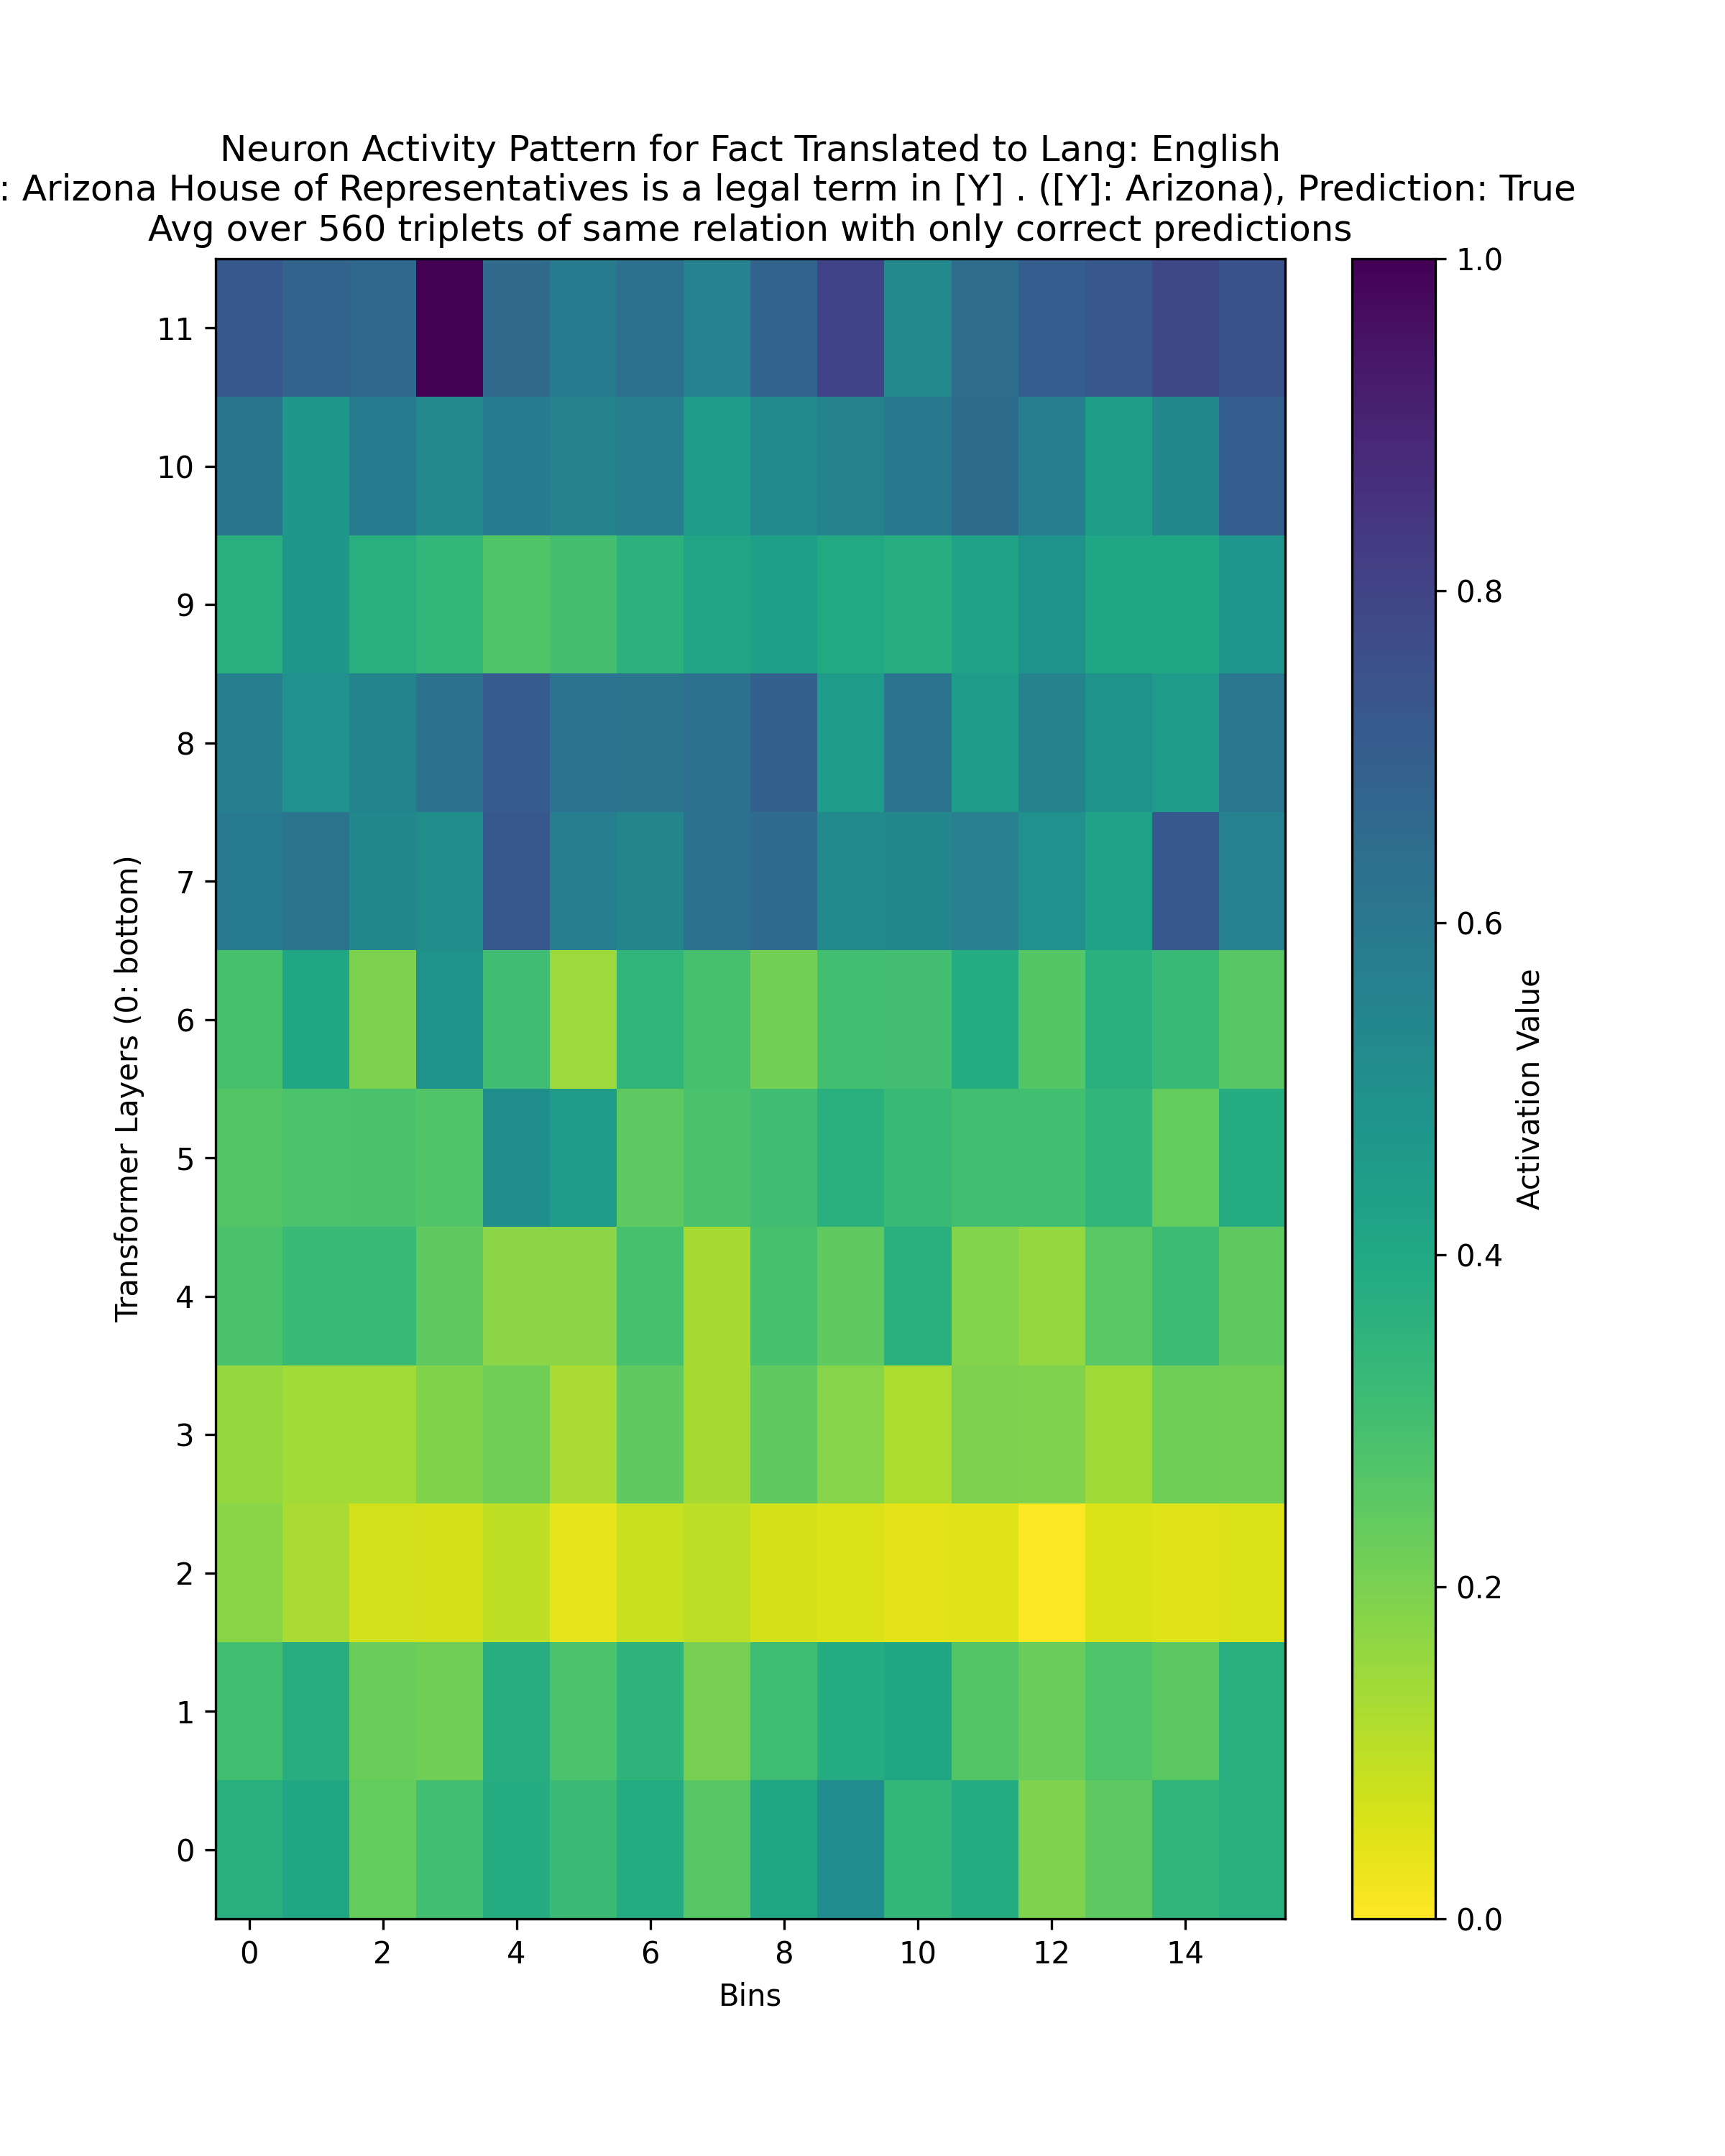 Neuron Activity Pattern for Fact Translated to Lang: English
: Arizona House of Representatives is a legal term in [Y] . ([Y]: Arizona), Prediction: True
Avg over 560 triplets of same relation with only correct predictions
11
10
9
8
7
6
5
4
3
2
1
0
Transformer Layers (0: bottom)
0 2 4 6 8 10 12 14
Bins
1.0
0.8
0.6
0.4
0.2
0.0
Activation Value